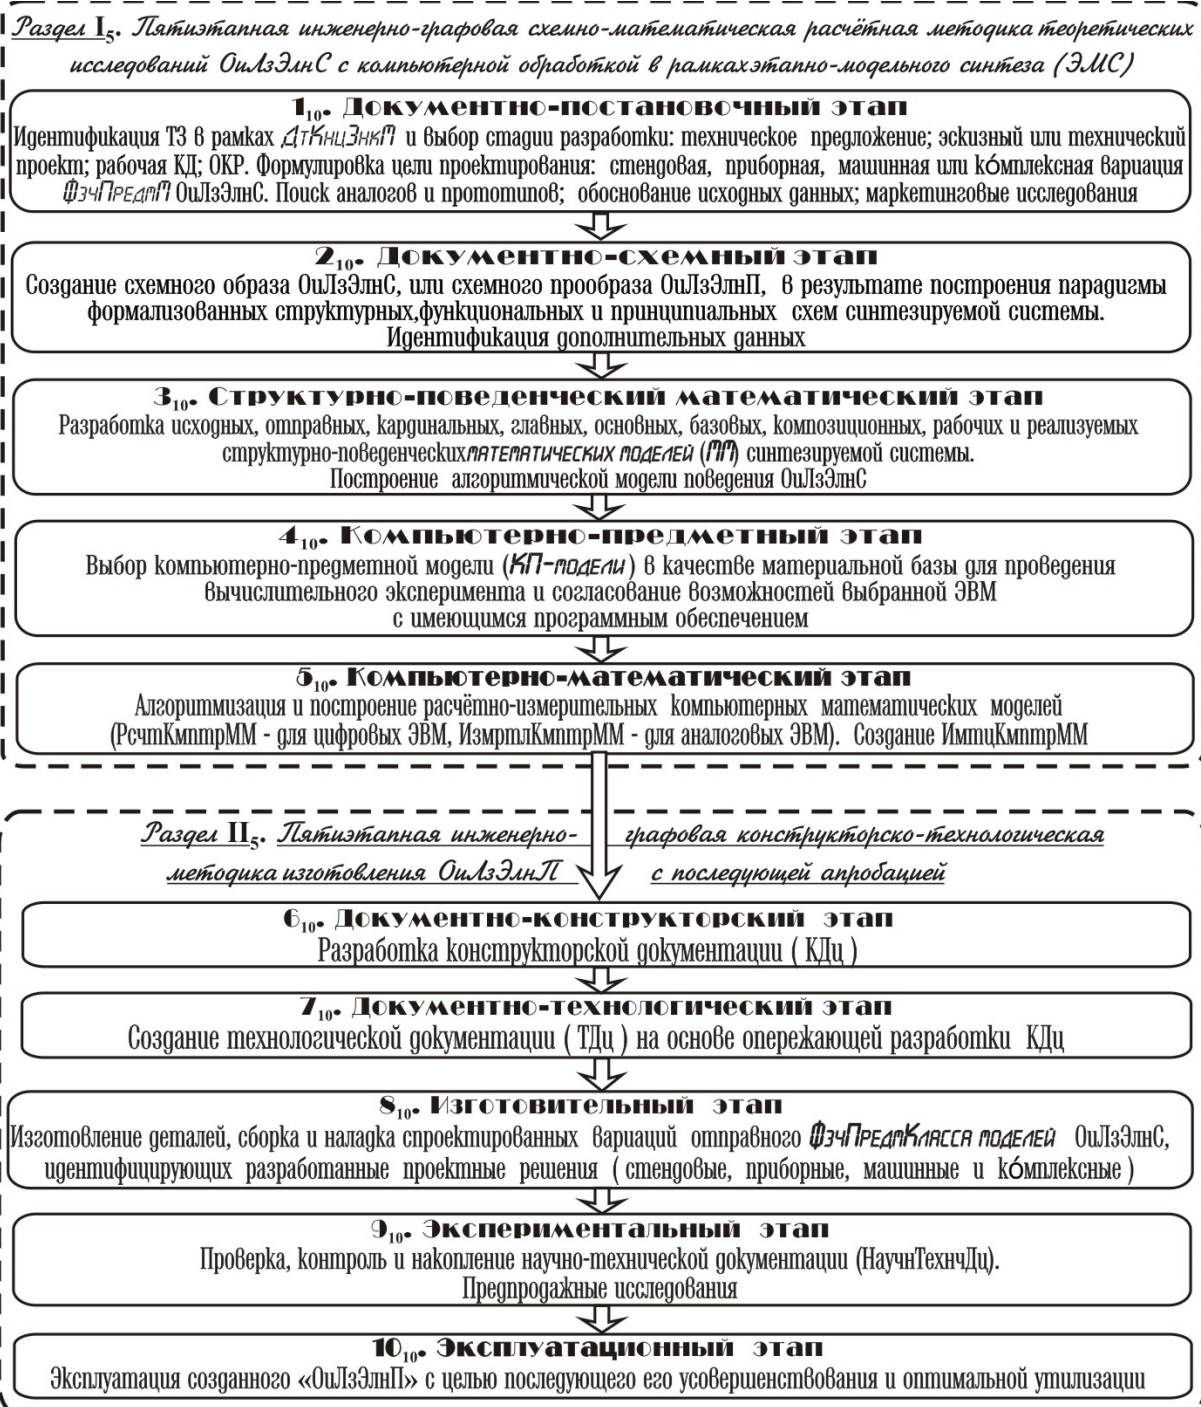 Раздел I₅. Пятиэтапная инженерно-графовая схемно-математическая расчётная методика теоретических
исследований ОиЛзЭлнС с компьютерной обработкой в рамках этапно-модельного синтеза (ЭМС)
1₁₀. Документно-постановочный этап
Идентификация ТЗ в рамках ДтКнцЗнкМ и выбор стадии разработки: техническое предложение; эскизный или технический
проект; рабочая КД; ОКР. Формулировка цели проектирования: стендовая, приборная, машинная или ко́мплексная вариация
ФзчПредмМ ОиЛзЭлнС. Поиск аналогов и прототипов; обоснование исходных данных; маркетинговые исследования
2₁₀. Документно-схемный этап
Создание схемного образа ОиЛзЭлнС, или схемного прообраза ОиЛзЭлнП, в результате построения парадигмы
формализованных структурных,функциональных и принципиальных схем синтезируемой системы.
Идентификация дополнительных данных
3₁₀. Структурно-поведенческий математический этап
Разработка исходных, отправных, кардинальных, главных, основных, базовых, композиционных, рабочих и реализуемых
структурно-поведенческих математических моделей (ММ) синтезируемой системы.
Построение алгоритмической модели поведения ОиЛзЭлнС
4₁₀. Компьютерно-предметный этап
Выбор компьютерно-предметной модели (КП-модели) в качестве материальной базы для проведения
вычислительного эксперимента и согласование возможностей выбранной ЭВМ
с имеющимся программным обеспечением
5₁₀. Компьютерно-математический этап
Алгоритмизация и построение расчётно-измерительных компьютерных математических моделей
(РсчтКмптрММ - для цифровых ЭВМ, ИзмртлКмптрММ - для аналоговых ЭВМ). Создание ИмтцКмптрММ
Раздел II₅. Пятиэтапная инженерно- графовая конструкторско-технологическая
методика изготовления ОиЛзЭлнП с последующей апробацией
6₁₀. Документно-конструкторский этап
Разработка конструкторской документации ( КДц )
7₁₀. Документно-технологический этап
Создание технологической документации ( ТДц ) на основе опережающей разработки КДц
8₁₀. Изготовительный этап
Изготовление деталей, сборка и наладка спроектированных вариаций отправного ФзчПредмКласса моделей ОиЛзЭлнС,
идентифицирующих разработанные проектные решения ( стендовые, приборные, машинные и ко́мплексные )
9₁₀. Экспериментальный этап
Проверка, контроль и накопление научно-технической документации (НаучнТехнчДц).
Предпродажные исследования
10₁₀. Эксплуатационный этап
Эксплуатация созданного «ОиЛзЭлнП» с целью последующего его усовершенствования и оптимальной утилизации